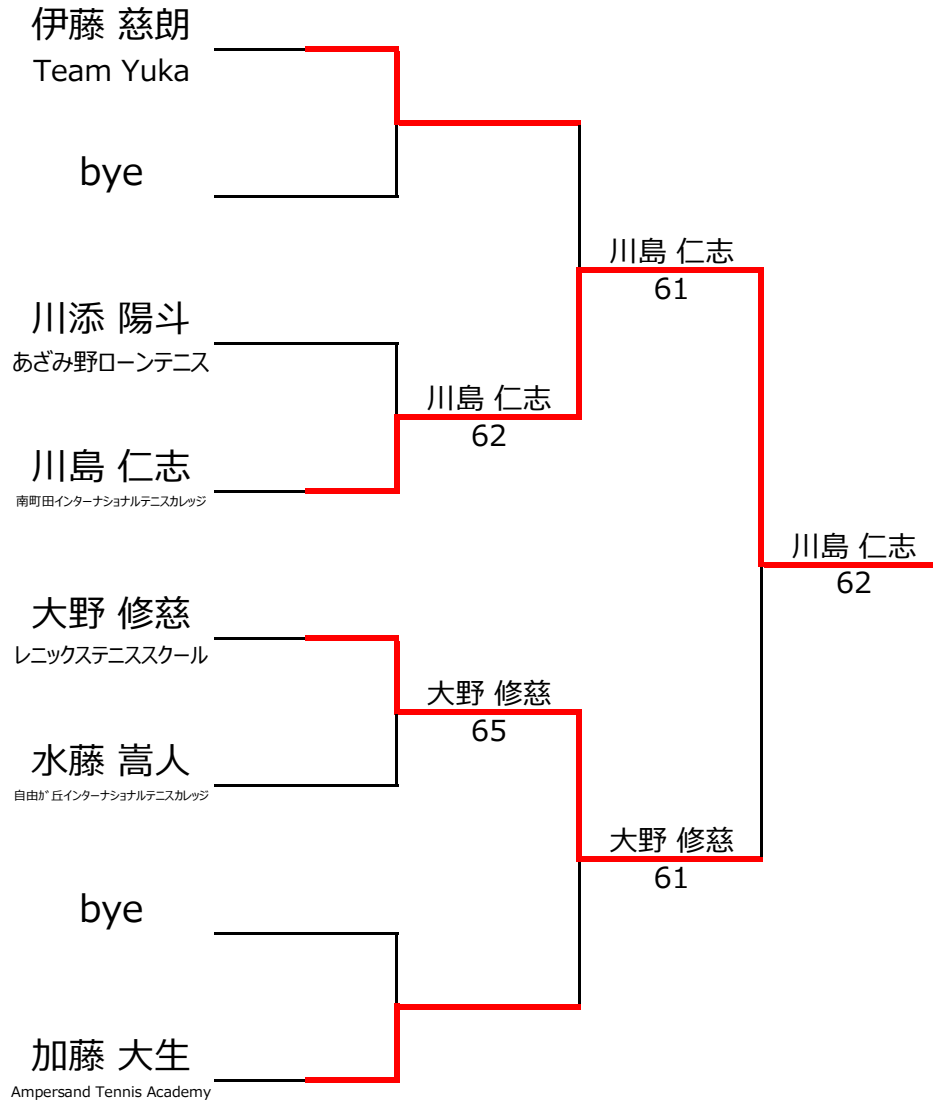 伊藤 慈朗
Team Yuka
bye
川添 陽斗
あざみ野ローンテニス
川島 仁志
南町田インターナショナルテニスカレッジ
大野 修慈
レニックステニススクール
水藤 嵩人
自由が丘インターナショナルテニスカレッジ
bye
加藤 大生
Ampersand Tennis Academy
川島 仁志
62
大野 修慈
65
川島 仁志
61
大野 修慈
61
川島 仁志
62